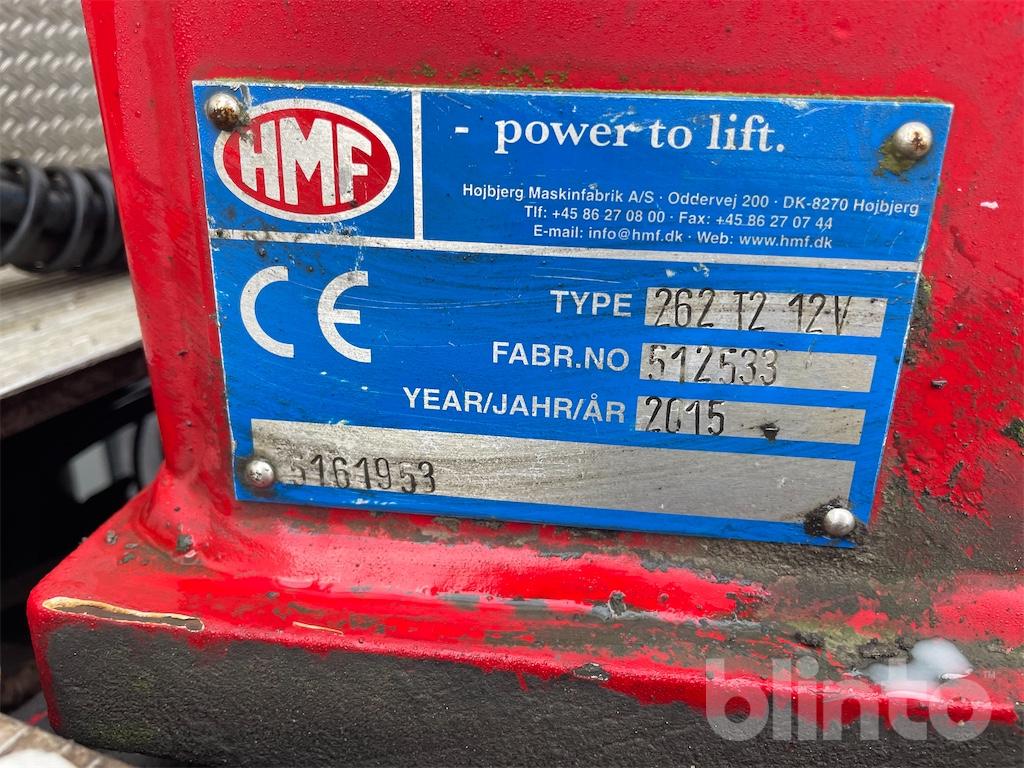 HMF
- power to lift.
Højbjerg Maskinfabrik A/S · Oddervej 200 · DK-8270 Højbjerg
Tlf: +45 86 27 08 00 · Fax: +45 86 27 07 44
E-mail: info@hmf.dk · Web: www.hmf.dk
CE
TYPE 262 T2 12V
FABR.NO 512533
YEAR/JAHR/ÅR 2015
5161953
blinto™